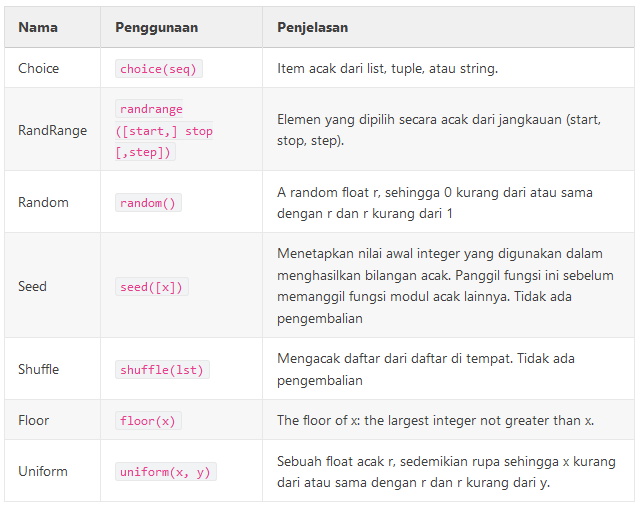 Nama Penggunaan Penjelasan
Choice choice(seq) Item acak dari list, tuple, atau string.
RandRange
randrange
([start,] stop
[,step])
Elemen yang dipilih secara acak dari jangkauan (start,
stop, step).
Random random()
A random float r, sehingga 0 kurang dari atau sama
dengan r dan r kurang dari 1
Seed seed([x])
Menetapkan nilai awal integer yang digunakan dalam
menghasilkan bilangan acak. Panggil fungsi ini sebelum
memanggil fungsi modul acak lainnya. Tidak ada
pengembalian
Shuffle shuffle(lst)
Mengacak daftar dari daftar di tempat. Tidak ada
pengembalian
Floor floor(x) The floor of x: the largest integer not greater than x.
Uniform uniform(x, y)
Sebuah float acak r, sedemikian rupa sehingga x kurang
dari atau sama dengan r dan r kurang dari y.